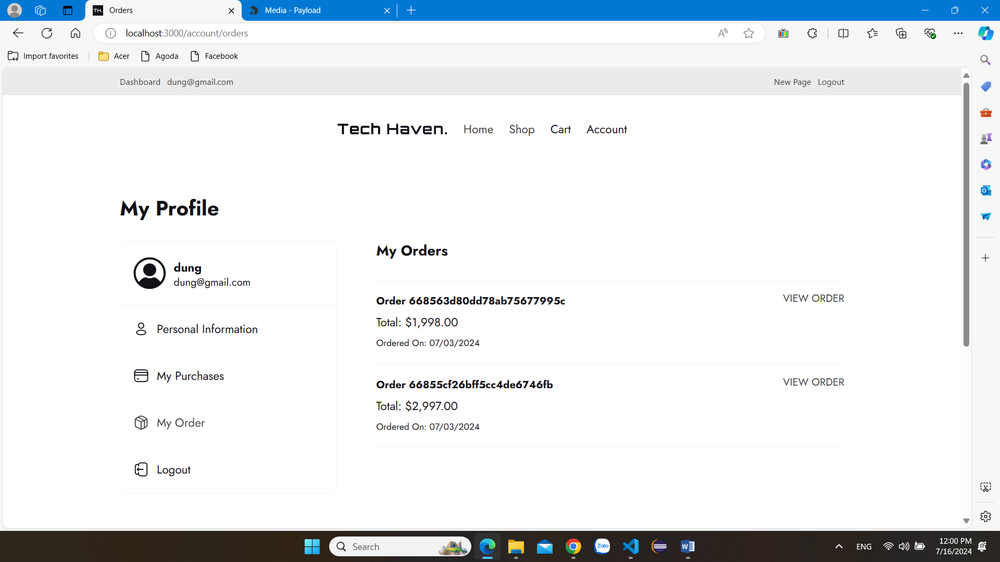 TH. Orders
Media - Payload
localhost:3000/account/orders
Import favorites
Acer
Agoda
Facebook
Dashboard dung@gmail.com
New Page Logout
Tech Haven. Home Shop Cart Account
My Profile
dung
dung@gmail.com
Personal Information
My Purchases
My Order
Logout
My Orders
Order 668563d80dd78ab75677995c
VIEW ORDER
Total: $1,998.00
Ordered On: 07/03/2024
Order 66855cf26bff5cc4de6746fb
VIEW ORDER
Total: $2,997.00
Ordered On: 07/03/2024
Search
Zalo
ENG
12:00 PM
7/16/2024